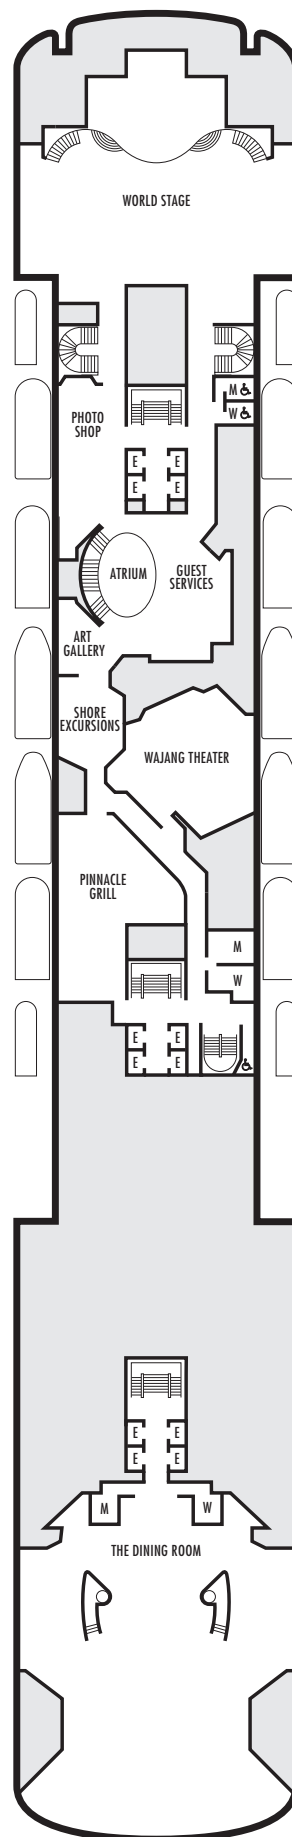 WORLD STAGE
M
W
PHOTO
SHOP
E E
E E
ATRIUM
GUEST
SERVICES
ART
GALLERY
SHORE
EXCURSIONS
WAJANG THEATER
PINNACLE
GRILL
M
W
E E
E E
E E
E E
M W
THE DINING ROOM